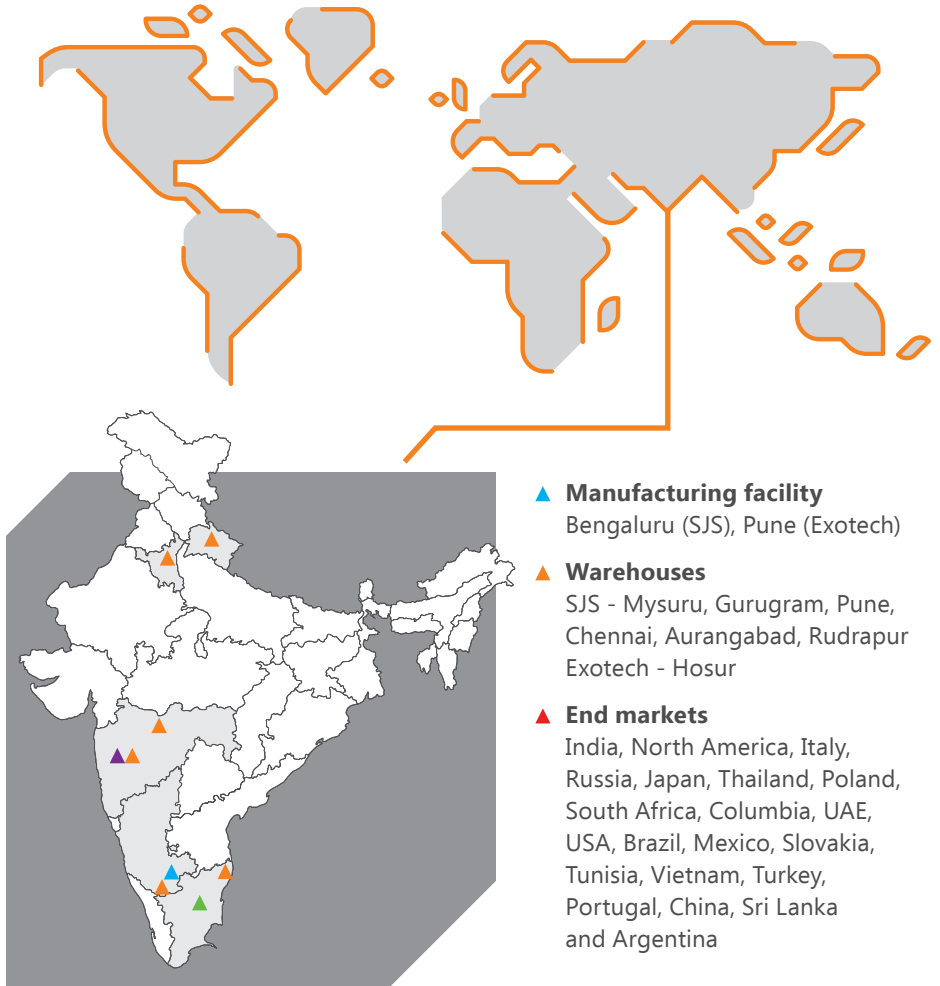 Manufacturing facility
Bengaluru (SJS), Pune (Exotech)
Warehouses
SJS - Mysuru, Gurugram, Pune,
Chennai, Aurangabad, Rudrapur
Exotech - Hosur
End markets
India, North America, Italy,
Russia, Japan, Thailand, Poland,
South Africa, Columbia, UAE,
USA, Brazil, Mexico, Slovakia,
Tunisia, Vietnam, Turkey,
Portugal, China, Sri Lanka
and Argentina